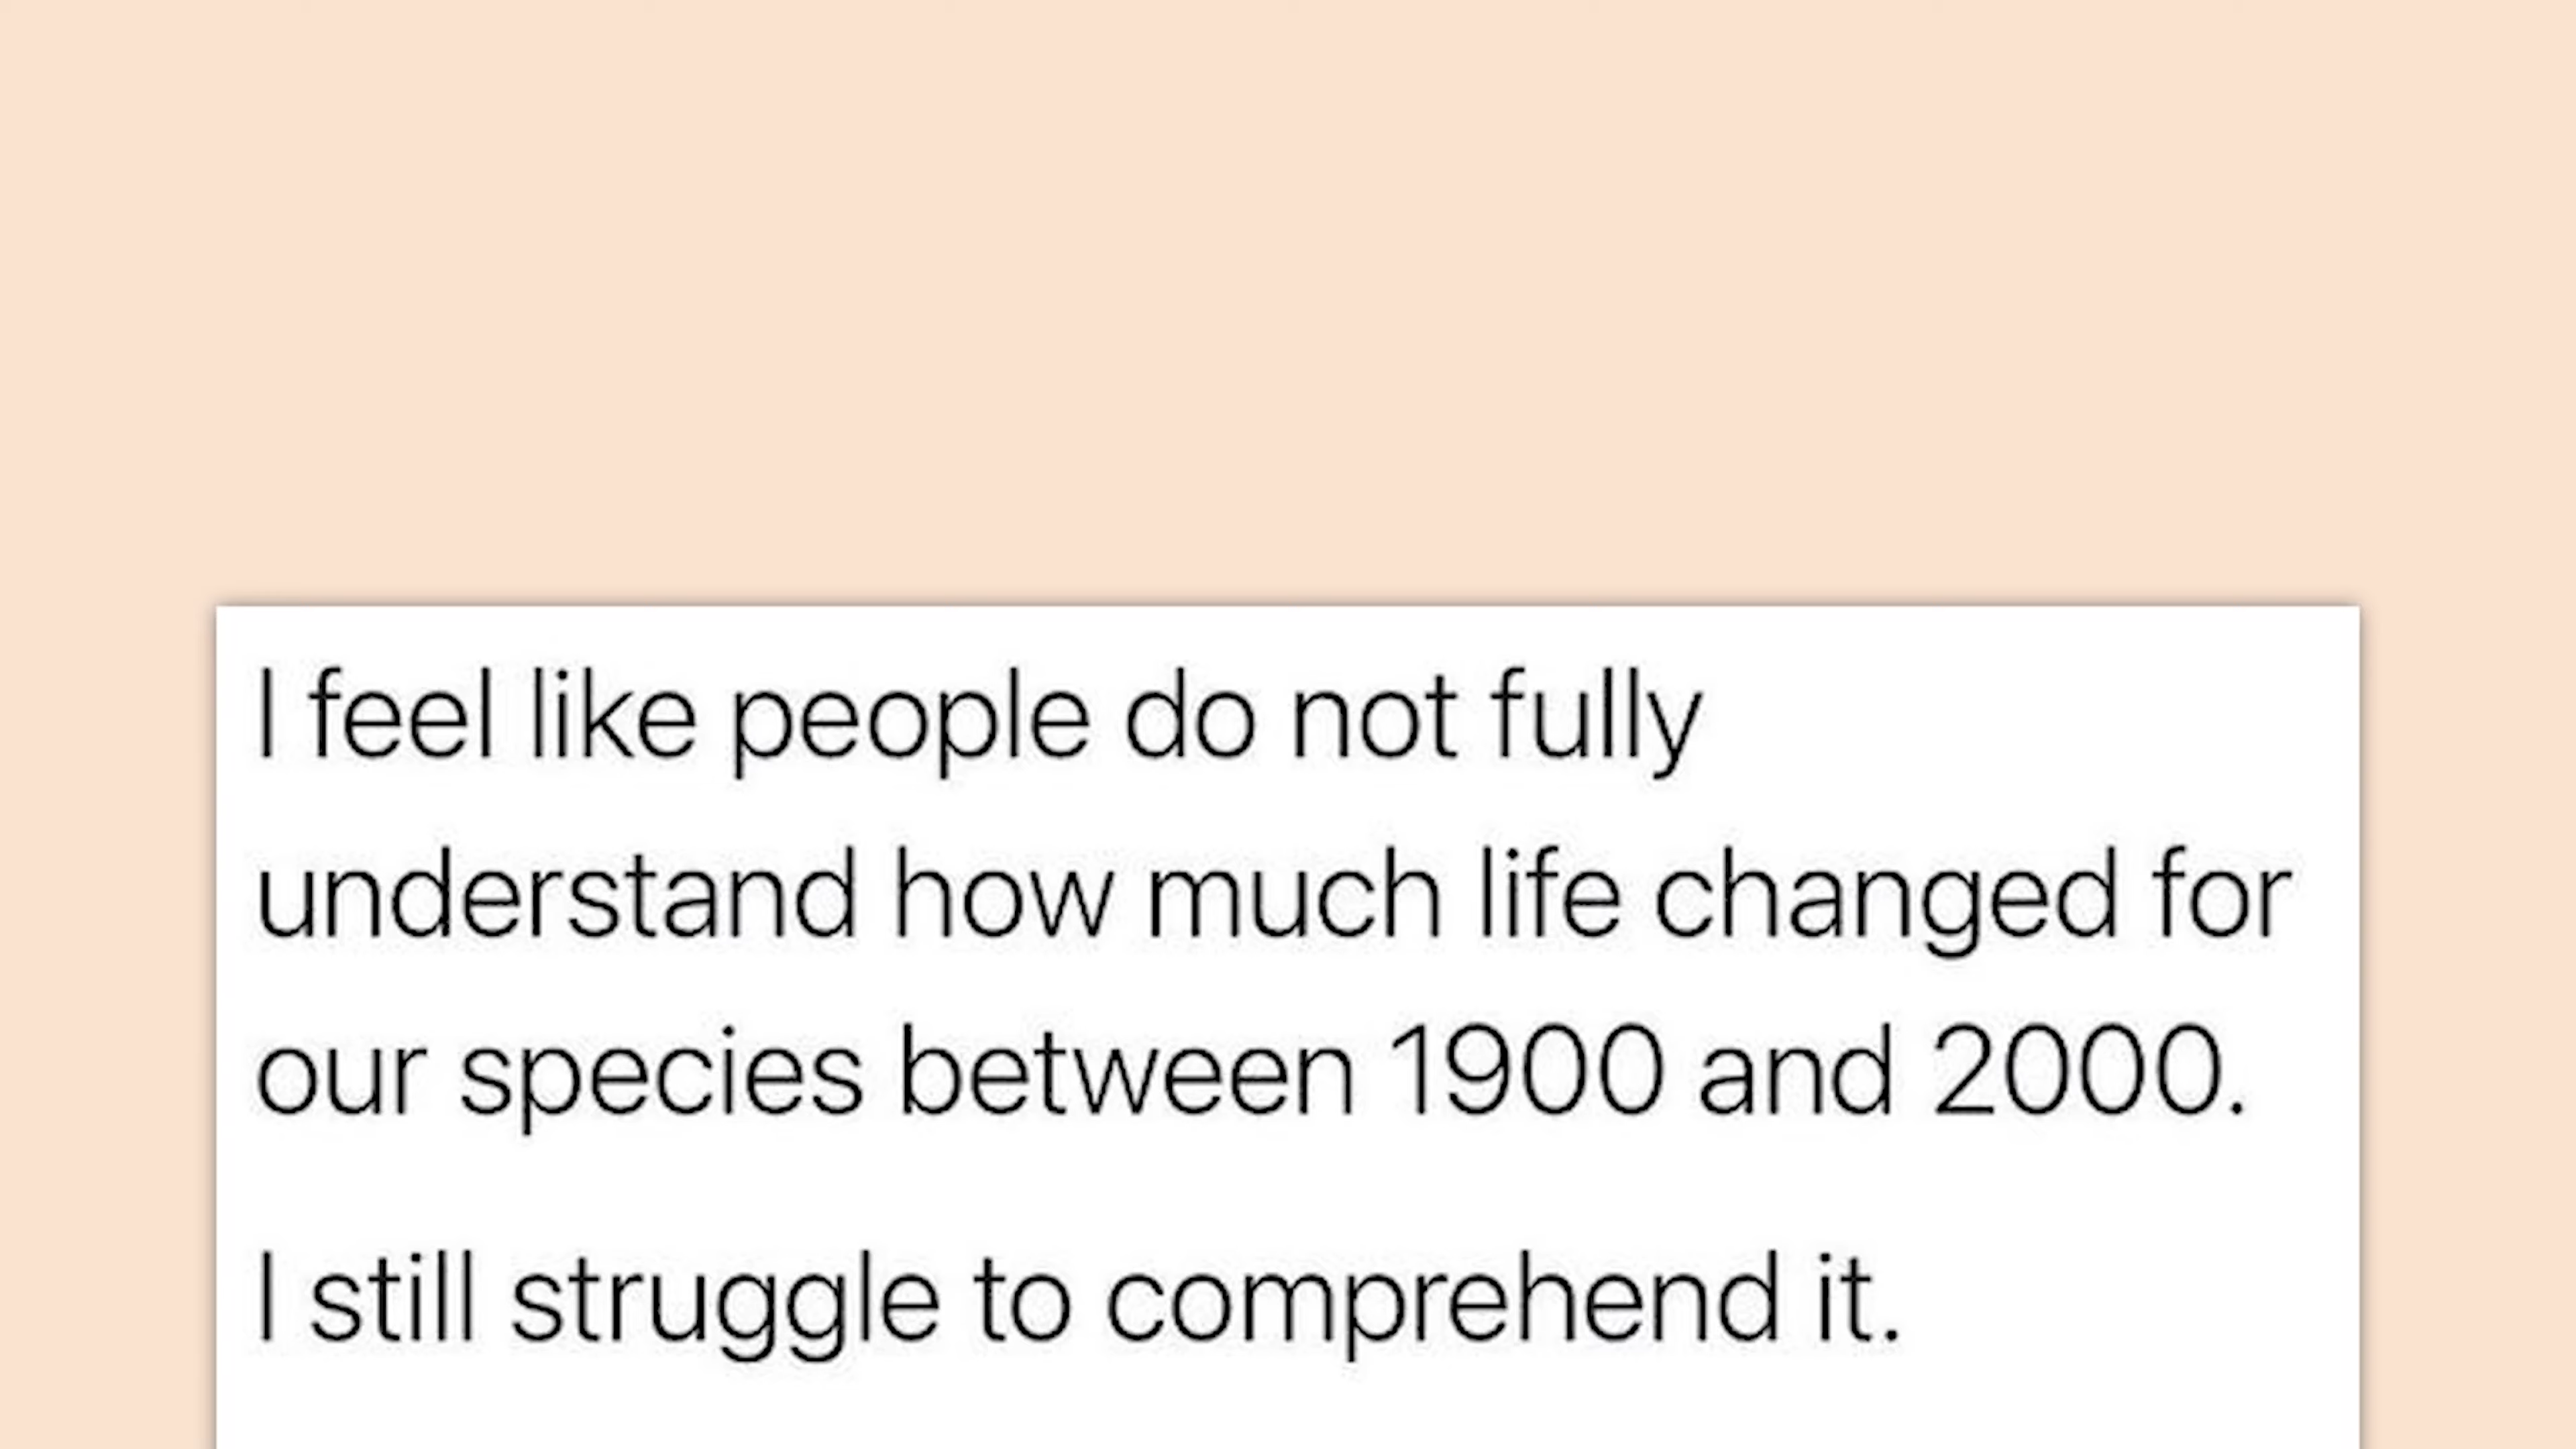 I feel like people do not fully
understand how much life changed for
our species between 1900 and 2000.
I still struggle to comprehend it.